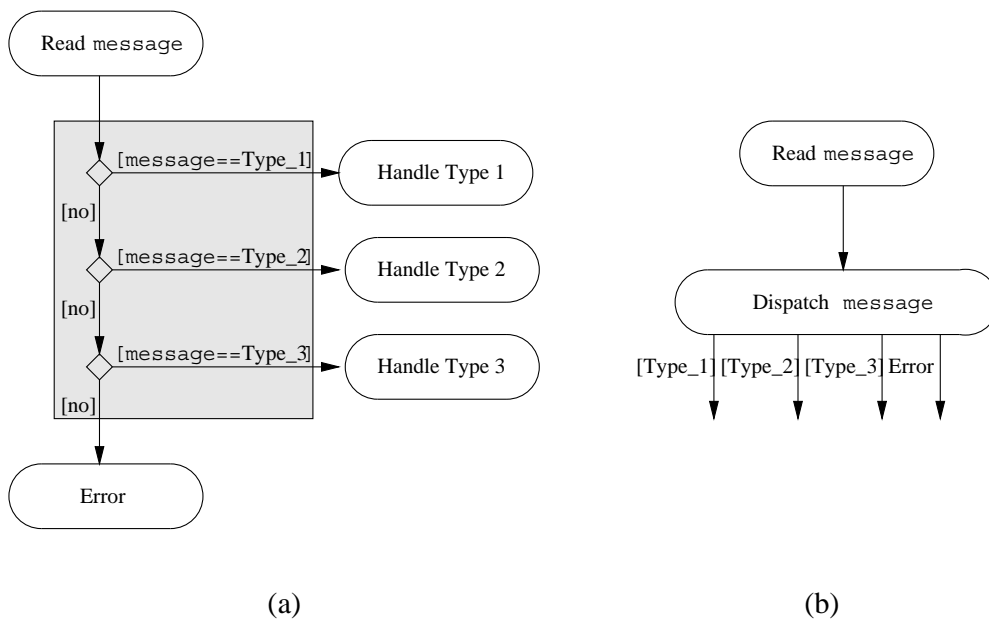 Read message
[message==Type_1]
Handle Type 1
[no]
[message==Type_2]
Handle Type 2
[no]
[message==Type_3]
Handle Type 3
[no]
Error
(a)
Read message
Dispatch message
[Type_1] [Type_2] [Type_3] Error
(b)